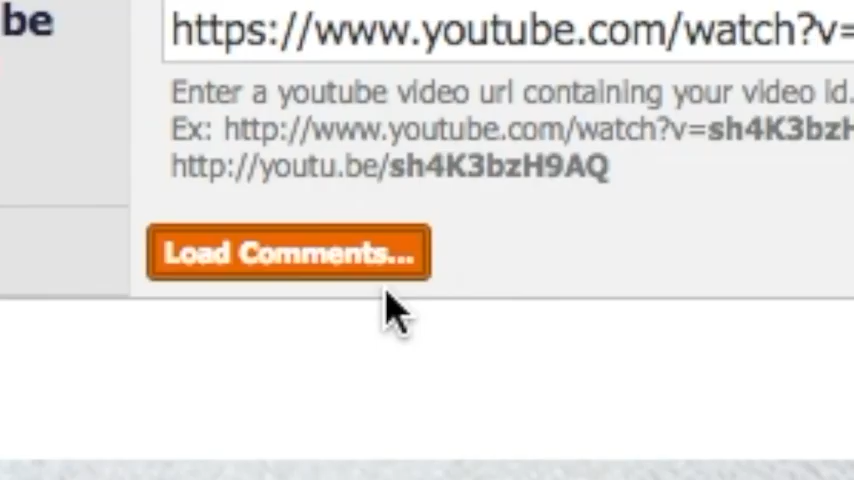 be
https://www.youtube.com/watch?v=
Enter a youtube video url containing your video id.
Ex: http://www.youtube.com/watch?v=sh4K3bzH
http://youtu.be/sh4K3bzH9AQ
Load Comments...